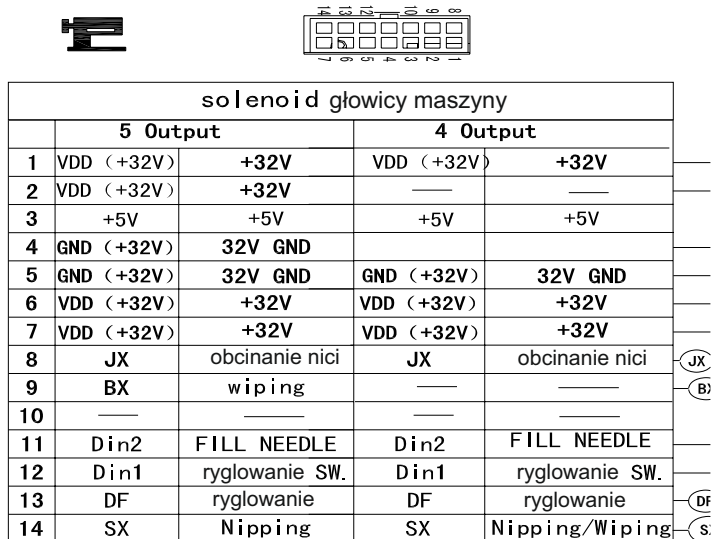 14 13 12 10 9 8
7 6 5 4 3 2 1
solenoid głowicy maszyny
5 Output 4 Output
1 VDD (+32V) +32V VDD (+32V) +32V
2 VDD (+32V) +32V —— ——
3 +5V +5V +5V +5V
4 GND (+32V) 32V GND
5 GND (+32V) 32V GND GND (+32V) 32V GND
6 VDD (+32V) +32V VDD (+32V) +32V
7 VDD (+32V) +32V VDD (+32V) +32V
8 JX obcinanie nici JX obcinanie nici JX
9 BX wiping —— —— BX
10 —— —— —— ——
11 Din2 FILL NEEDLE Din2 FILL NEEDLE
12 Din1 ryglowanie SW. Din1 ryglowanie SW.
13 DF ryglowanie DF ryglowanie DF
14 SX Nipping SX Nipping/Wiping S